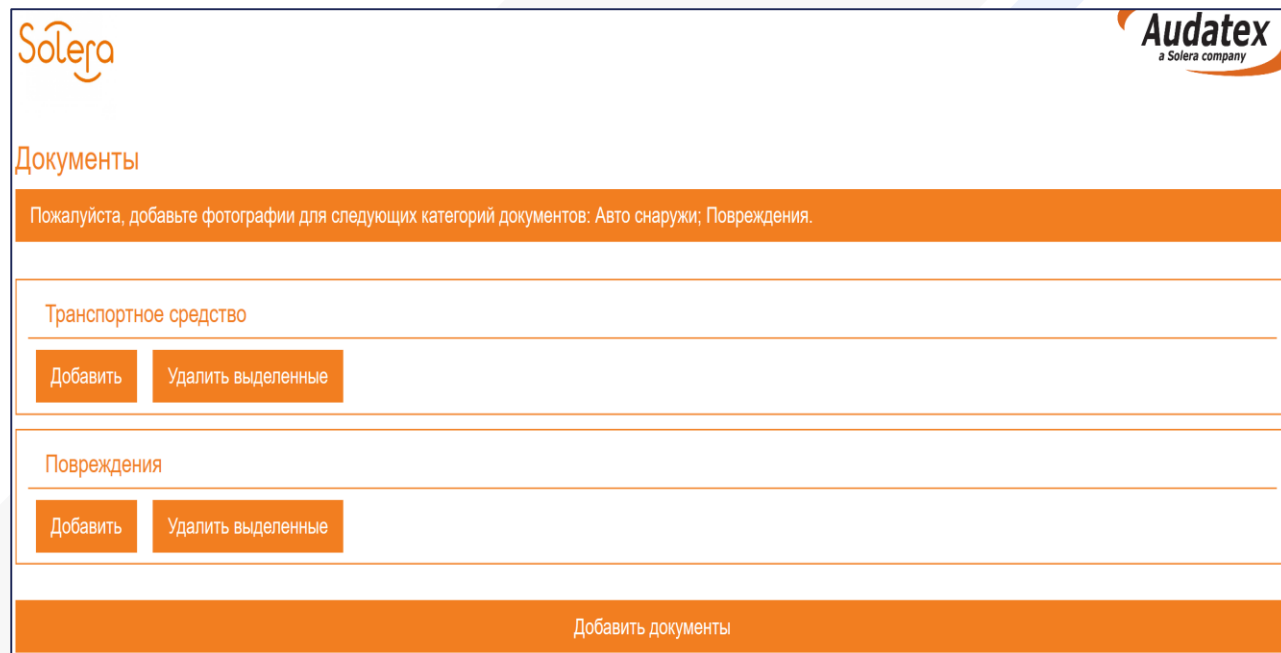 Solera
Audatex
a Solera company
Документы
Пожалуйста, добавьте фотографии для следующих категорий документов: Авто снаружи; Повреждения.
Транспортное средство
Добавить Удалить выделенные
Повреждения
Добавить Удалить выделенные
Добавить документы